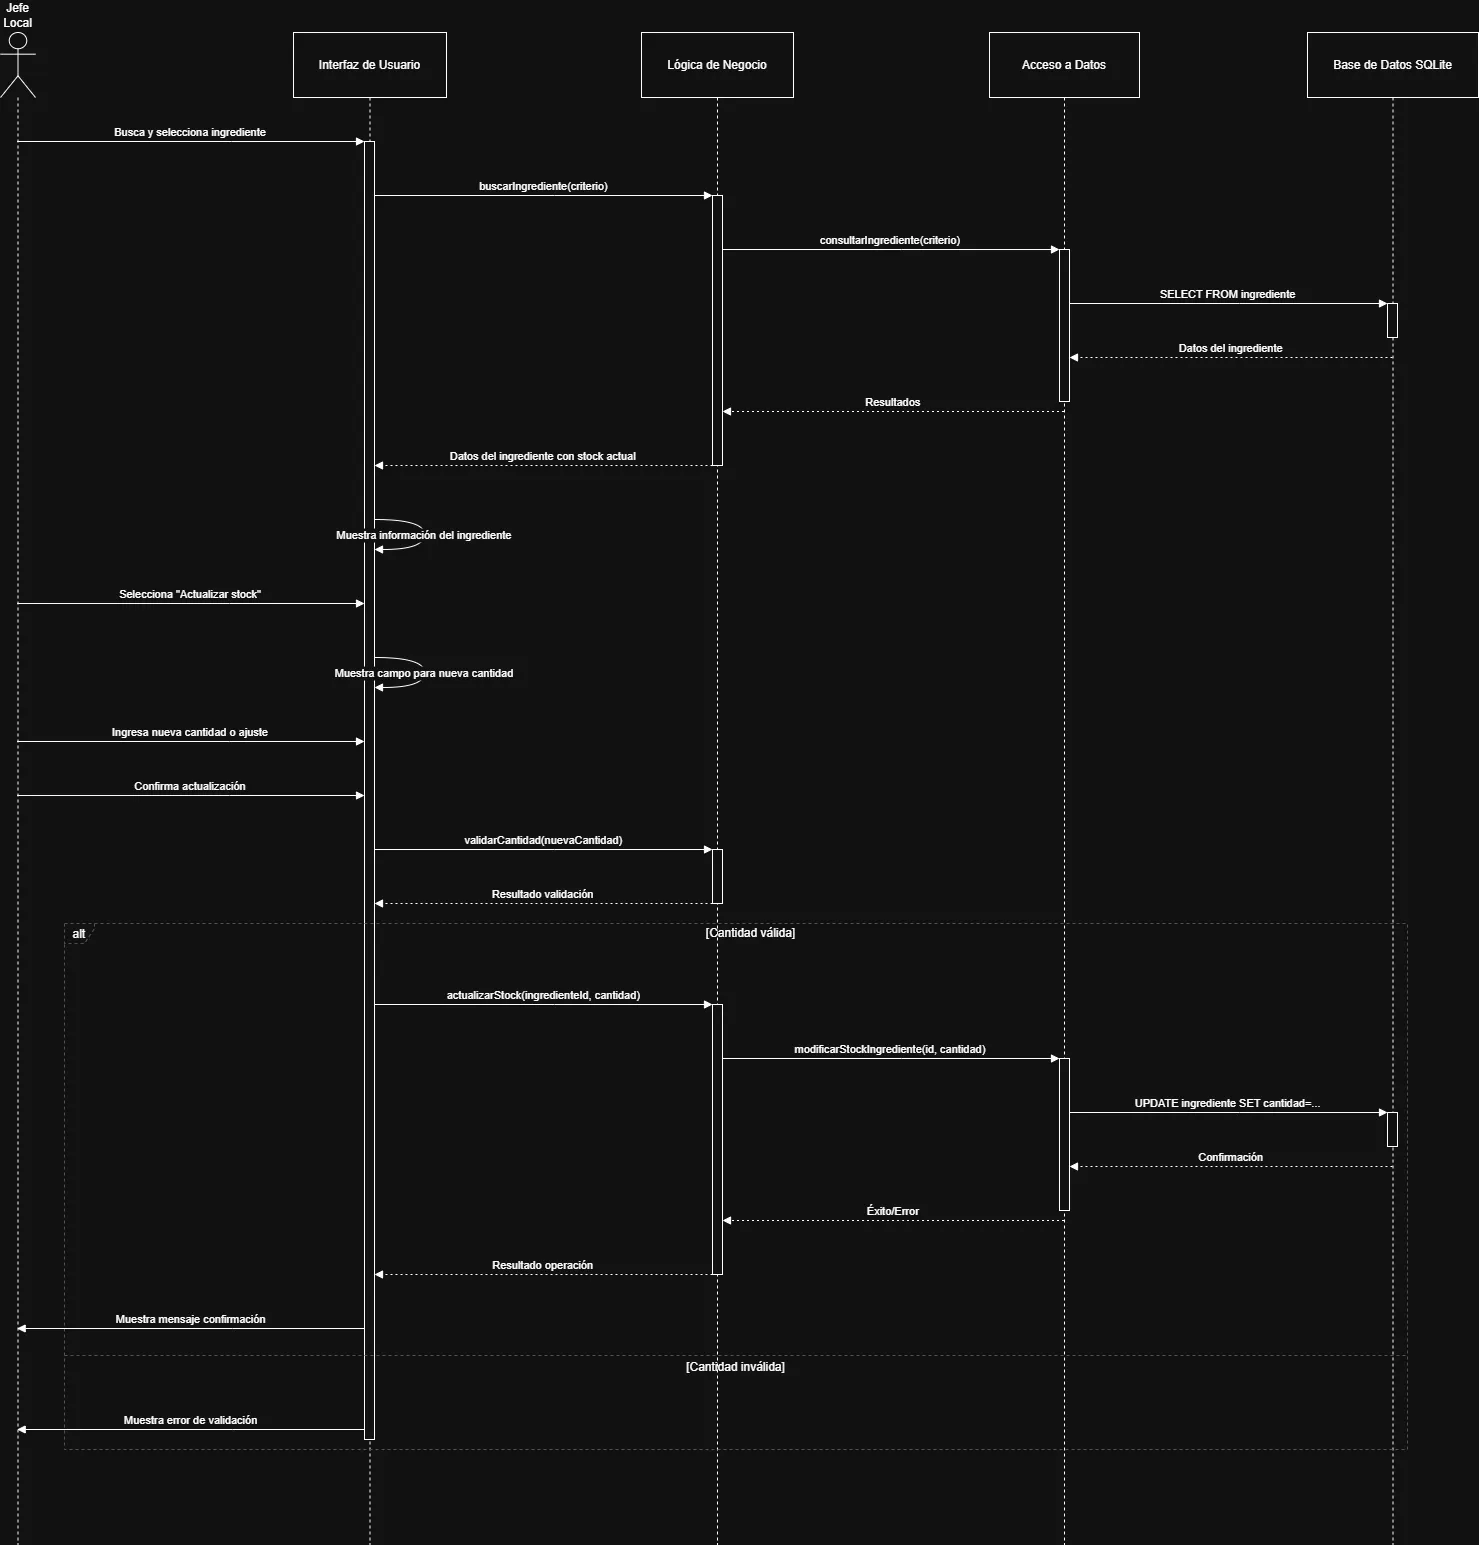 Jefe
Local
Interfaz de Usuario
Lógica de Negocio
Acceso a Datos
Base de Datos SQLite
Busca y selecciona ingrediente
buscarIngrediente(criterio)
consultarIngrediente(criterio)
SELECT FROM ingrediente
Datos del ingrediente
Resultados
Datos del ingrediente con stock actual
Muestra información del ingrediente
Selecciona "Actualizar stock"
Muestra campo para nueva cantidad
Ingresa nueva cantidad o ajuste
Confirma actualización
validarCantidad(nuevaCantidad)
Resultado validación
alt
[Cantidad válida]
actualizarStock(ingredienteId, cantidad)
modificarStockIngrediente(id, cantidad)
UPDATE ingrediente SET cantidad=...
Confirmación
Éxito/Error
Resultado operación
Muestra mensaje confirmación
[Cantidad inválida]
Muestra error de validación